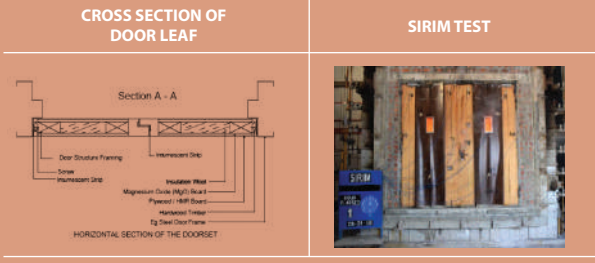 CROSS SECTION OF
DOOR LEAF
SIRIM TEST
Section A - A
Door Structure Framing
Intumescent Strip
Screw
Intumescent Strip
Insulation Wool
Magnesium Oxide (MgO) Board
Plywood / HMR Board
Hardwood Timber
Eg Steel Door Frame
HORIZONTAL SECTION OF THE DOORSET
SIRIM
1